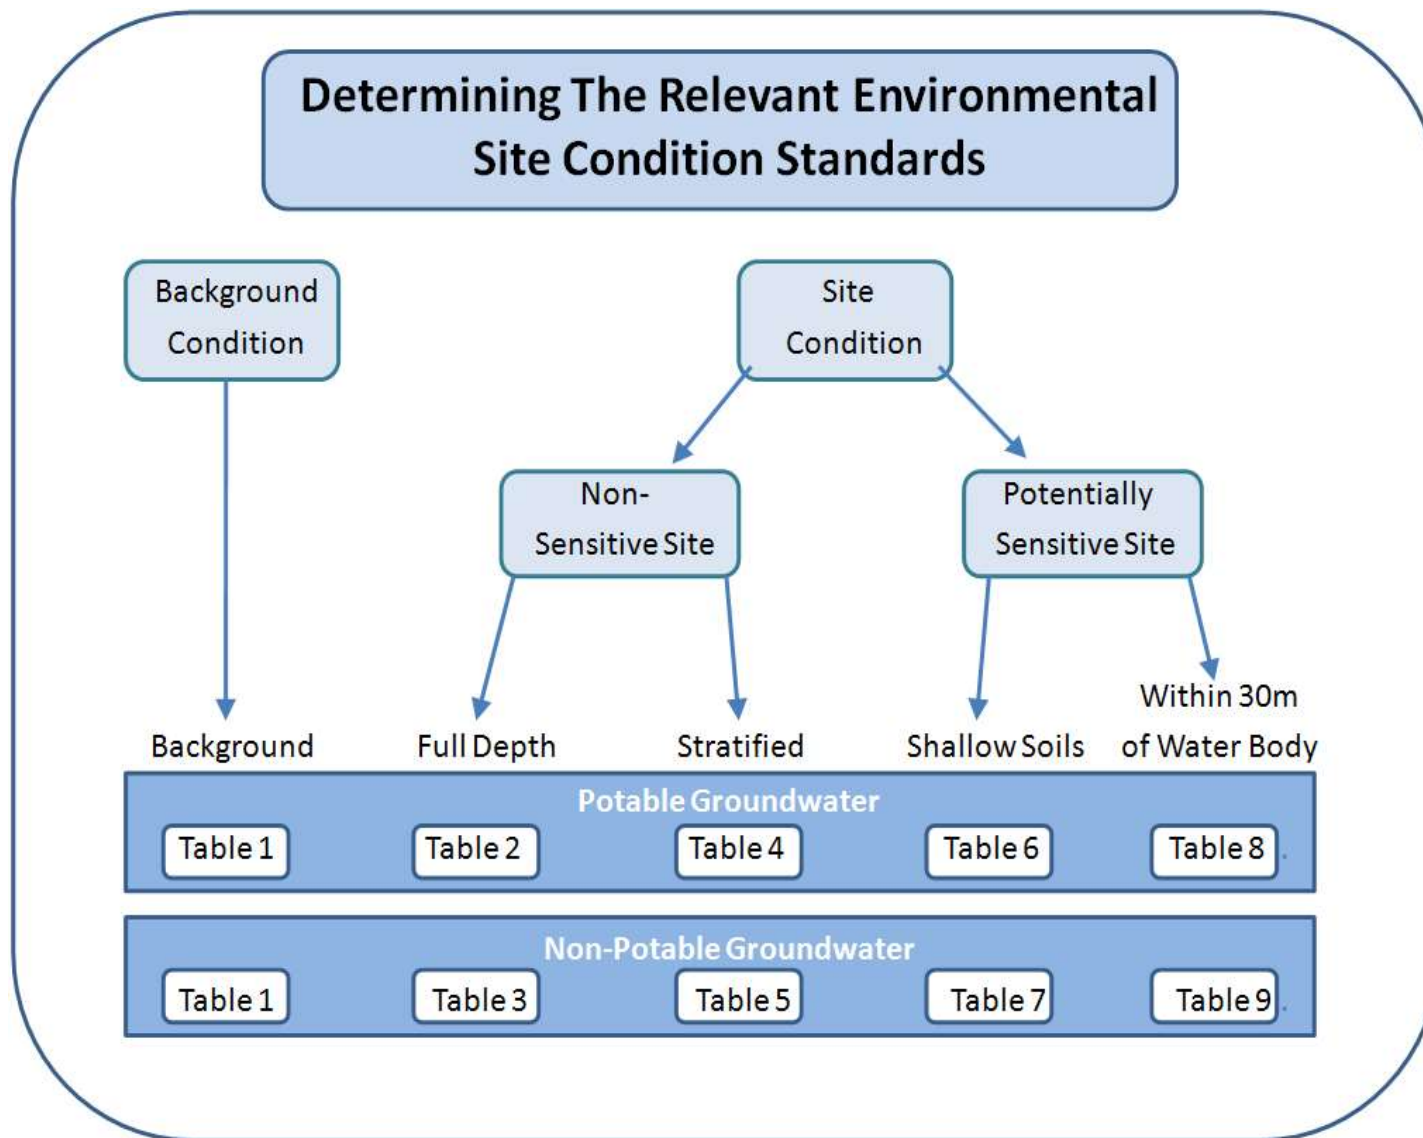 Determining The Relevant Environmental
Site Condition Standards
Background
Condition
Site
Condition
Non-
Sensitive Site
Potentially
Sensitive Site
Background
Full Depth
Stratified
Shallow Soils
Within 30m
of Water Body
Potable Groundwater
Table 1
Table 2
Table 4
Table 6
Table 8 .
Non-Potable Groundwater
Table 1
Table 3
Table 5
Table 7
Table 9 .